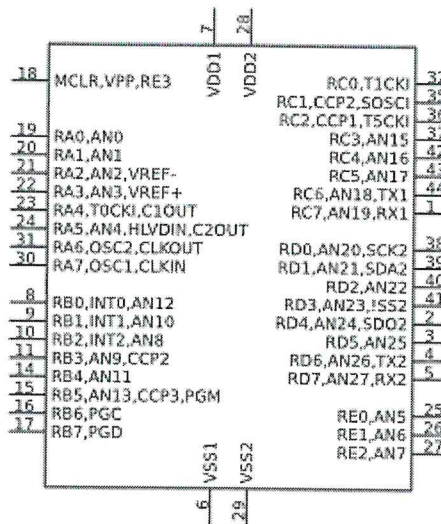 7 28
VDD1 VDD2
18 MCLR,VPP,RE3
19 RA0,AN0
20 RA1,AN1
21 RA2,AN2,VREF-
22 RA3,AN3,VREF+
23 RA4,T0CKI,C1OUT
24 RA5,AN4,HLVDIN,C2OUT
31 RA6,OSC2,CLKOUT
30 RA7,OSC1,CLKIN
8 RB0,INT0,AN12
9 RB1,INT1,AN10
10 RB2,INT2,AN8
11 RB3,AN9,CCP2
14 RB4,AN11
15 RB5,AN13,CCP3,PGM
16 RB6,PGC
17 RB7,PGD
RC0,T1CKI 32
RC1,CCP2,SOSCI 35
RC2,CCP1,T5CKI 36
RC3,AN15 37
RC4,AN16 42
RC5,AN17 43
RC6,AN18,TX1 44
RC7,AN19,RX1 1
RD0,AN20,SCK2 38
RD1,AN21,SDA2 39
RD2,AN22 40
RD3,AN23,!SS2 41
RD4,AN24,SDO2 2
RD5,AN25 3
RD6,AN26,TX2 4
RD7,AN27,RX2 5
RE0,AN5 25
RE1,AN6 26
RE2,AN7 27
VSS1 VSS2
6 29